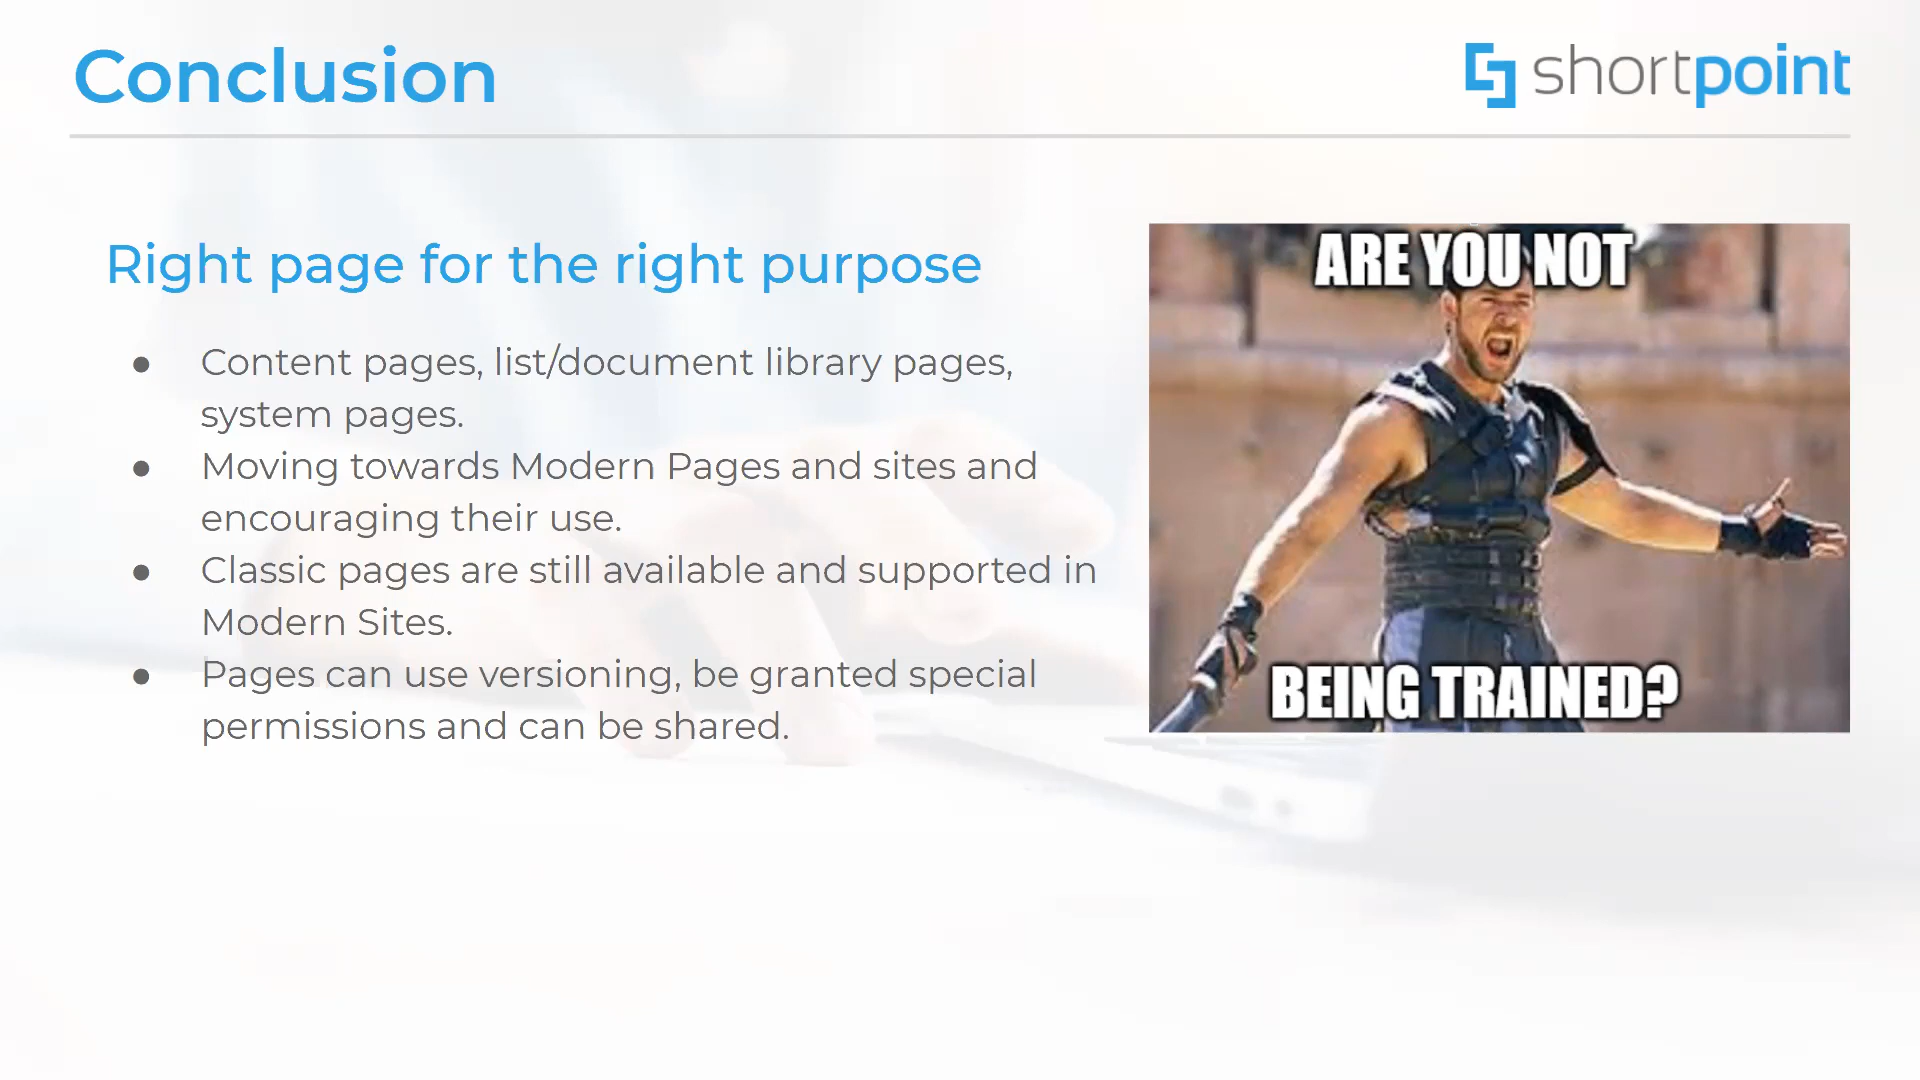 Conclusion
shortpoint
Right page for the right purpose
● Content pages, list/document library pages,
system pages.
● Moving towards Modern Pages and sites and
encouraging their use.
● Classic pages are still available and supported in
Modern Sites.
● Pages can use versioning, be granted special
permissions and can be shared.
ARE YOU NOT
BEING TRAINED?